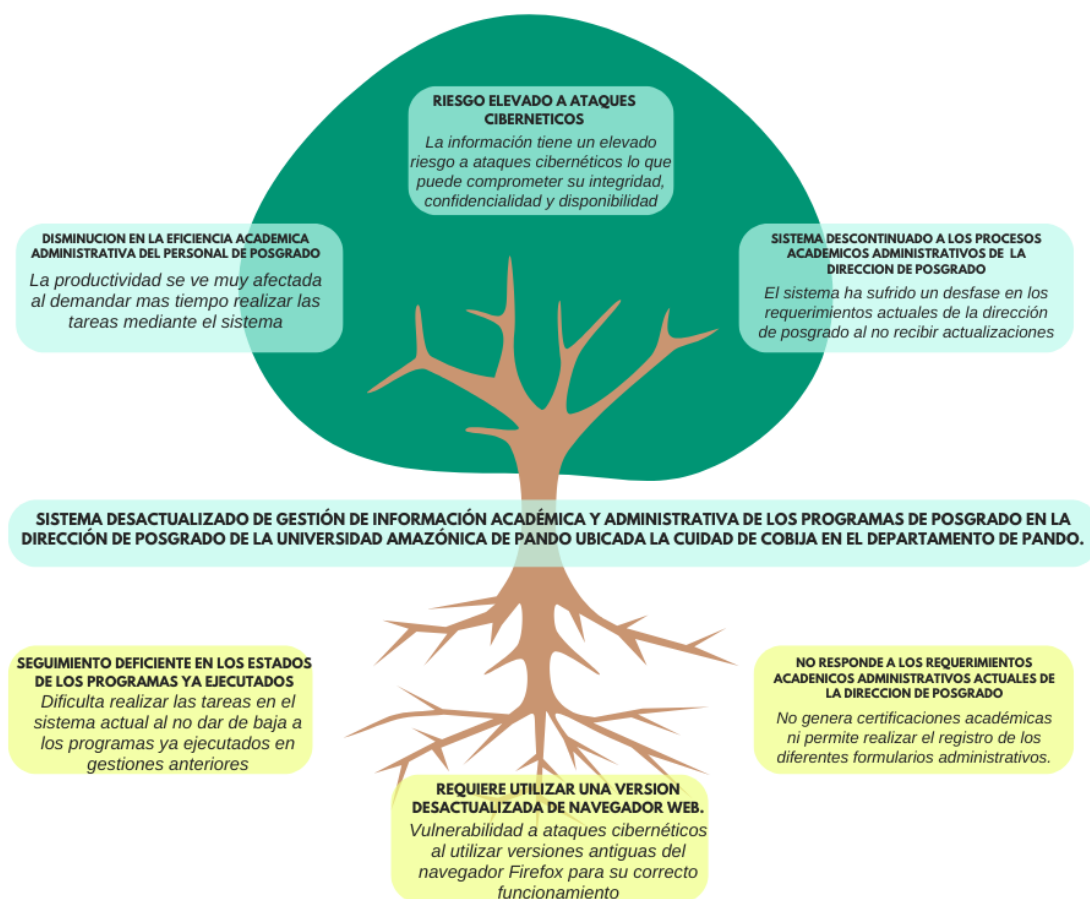 RIESGO ELEVADO A ATAQUES
CIBERNETICOS
La información tiene un elevado
riesgo a ataques cibernéticos lo que
puede comprometer su integridad,
confidencialidad y disponibilidad
DISMINUCION EN LA EFICIENCIA ACADEMICA
ADMINISTRATIVA DEL PERSONAL DE POSGRADO
La productividad se ve muy afectada
al demandar mas tiempo realizar las
tareas mediante el sistema
SISTEMA DESCONTINUADO A LOS PROCESOS
ACADEMICOS ADMINISTRATIVOS DE LA
DIRECCION DE POSGRADO
El sistema ha sufrido un desfase en los
requerimientos actuales de la dirección
de posgrado al no recibir actualizaciones
SISTEMA DESACTUALIZADO DE GESTIÓN DE INFORMACIÓN ACADÉMICA Y ADMINISTRATIVA DE LOS PROGRAMAS DE POSGRADO EN LA
DIRECCIÓN DE POSGRADO DE LA UNIVERSIDAD AMAZÓNICA DE PANDO UBICADA LA CUIDAD DE COBIJA EN EL DEPARTAMENTO DE PANDO.
SEGUIMIENTO DEFICIENTE EN LOS ESTADOS
DE LOS PROGRAMAS YA EJECUTADOS
Dificulta realizar las tareas en el
sistema actual al no dar de baja a
los programas ya ejecutados en
gestiones anteriores
NO RESPONDE A LOS REQUERIMIENTOS
ACADENICOS ADMINISTRATIVOS ACTUALES DE
LA DIRECCION DE POSGRADO
No genera certificaciones académicas
ni permite realizar el registro de los
diferentes formularios administrativos.
REQUIERE UTILIZAR UNA VERSION
DESACTUALIZADA DE NAVEGADOR WEB.
Vulnerabilidad a ataques cibernéticos
al utilizar versiones antiguas del
navegador Firefox para su correcto
funcionamiento